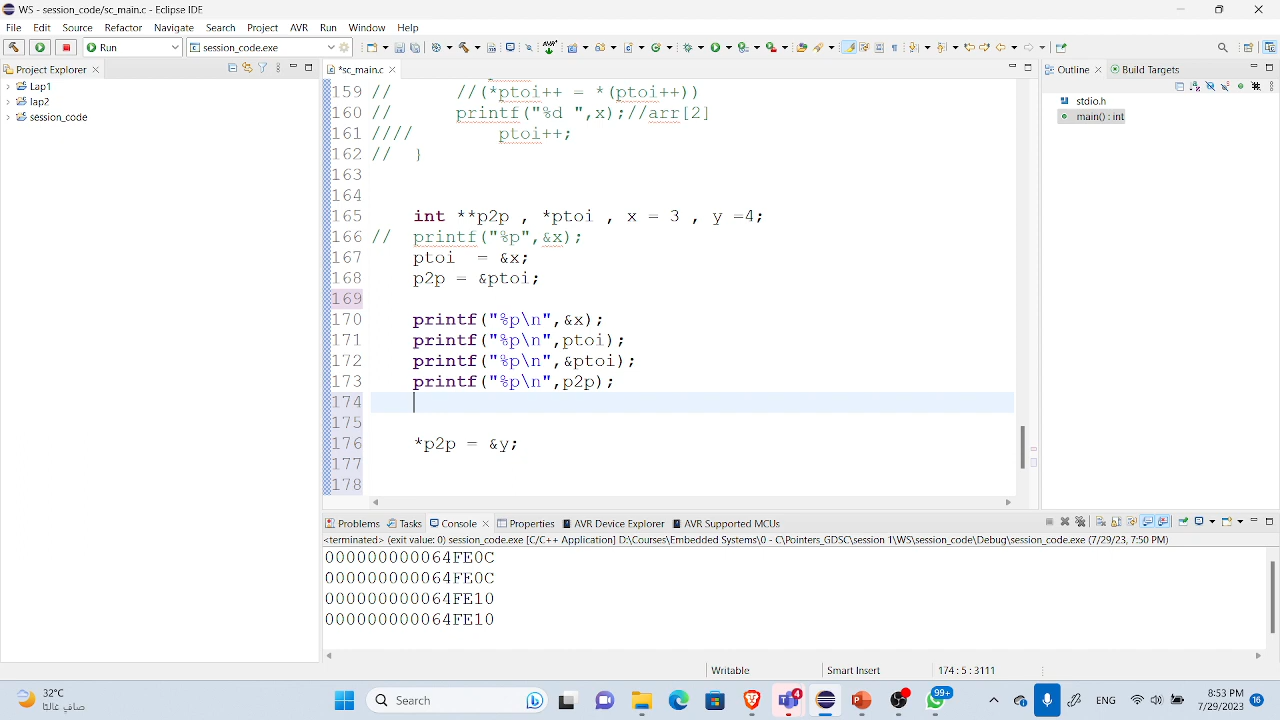 WS - session_code/sc_main.c - Eclipse IDE
File Edit Source Refactor Navigate Search Project AVR Run Window Help
Run
session_code.exe
Project Explorer
Lap1
lap2
session_code
*sc_main.c
159 // //(*ptoi++ = *(ptoi++))
160 // printf("%d ",x);//arr[2]
161 //// ptoi++;
162 // }
163
164
165 int **p2p , *ptoi , x = 3 , y =4;
166 // printf("%p",&x);
167 ptoi = &x;
168 p2p = &ptoi;
169
170 printf("%p\n",&x);
171 printf("%p\n",ptoi);
172 printf("%p\n",&ptoi);
173 printf("%p\n",p2p);
174
175
176 *p2p = &y;
177
178
Outline Build Targets
stdio.h
main() : int
Problems Tasks Console Properties AVR Device Explorer AVR Supported MCUs
<terminated> (exit value: 0) session_code.exe [C/C++ Application] D:\Courses\Embedded Systems\0 - C\Pointers_GDSC\session 1\WS\session_code\Debug\session_code.exe (7/29/23, 7:50 PM)
000000000064FE0C
000000000064FE0C
000000000064FE10
000000000064FE10
Writable Smart Insert 174 : 5 : 3111
32°C
صافي غالبًا
Search
4
99+
ENG
8:53 PM
7/29/2023
16